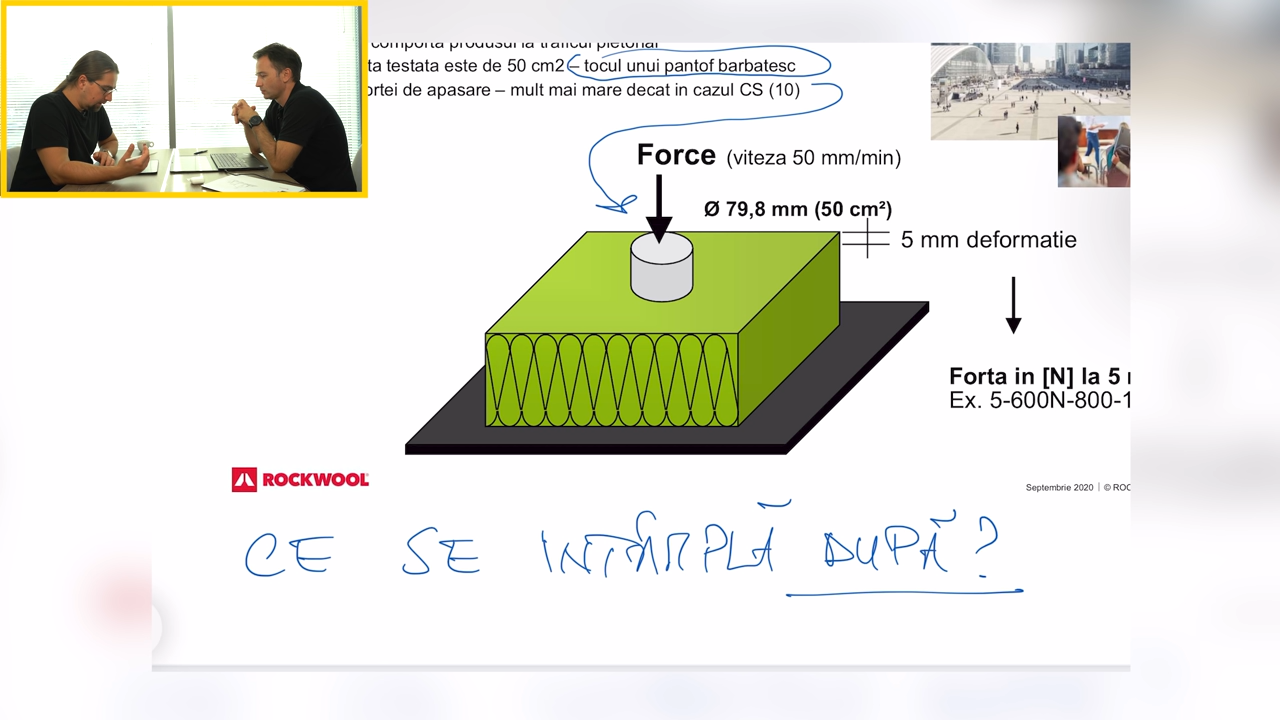 comporta produsul la traficul pietonal
ta testata este de 50 cm2 – tocul unui pantof barbatesc
ortei de apasare – mult mai mare decat in cazul CS (10)
Force (viteza 50 mm/min)
Ø 79,8 mm (50 cm²)
5 mm deformatie
Forta in [N] la 5
Ex. 5-600N-800-1
ROCKWOOL
Septembrie 2020 | © ROC
CE SE INTÂMPLĂ DUPĂ?